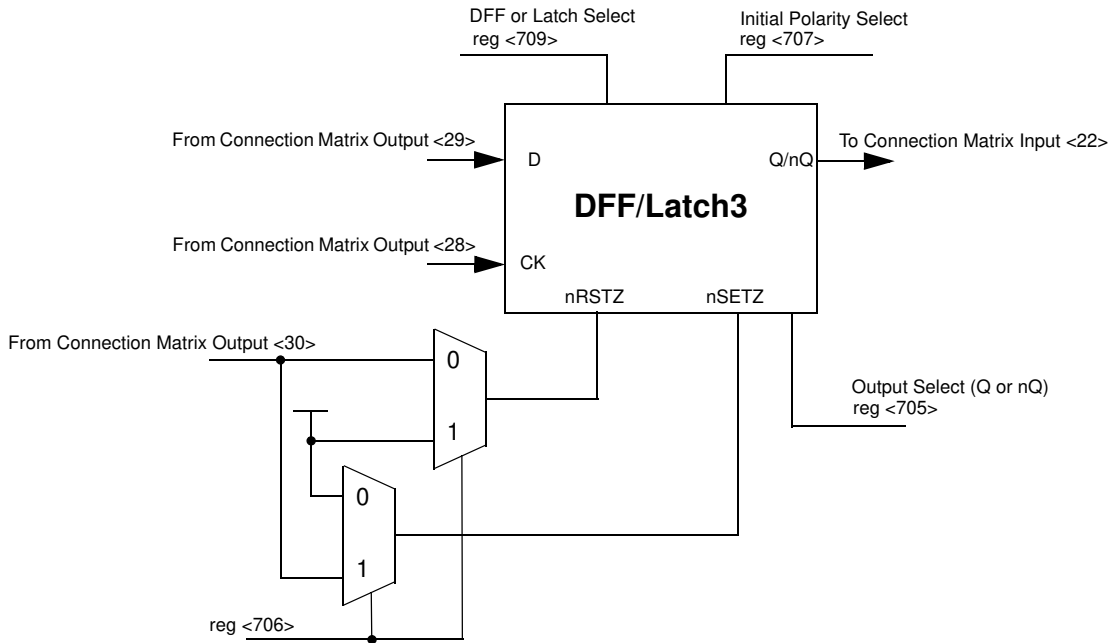 DFF or Latch Select
reg <709>
Initial Polarity Select
reg <707>
From Connection Matrix Output <29>
D
Q/nQ
To Connection Matrix Input <22>
DFF/Latch3
From Connection Matrix Output <28>
CK
nRSTZ
nSETZ
From Connection Matrix Output <30>
0
1
Output Select (Q or nQ)
reg <705>
0
1
reg <706>